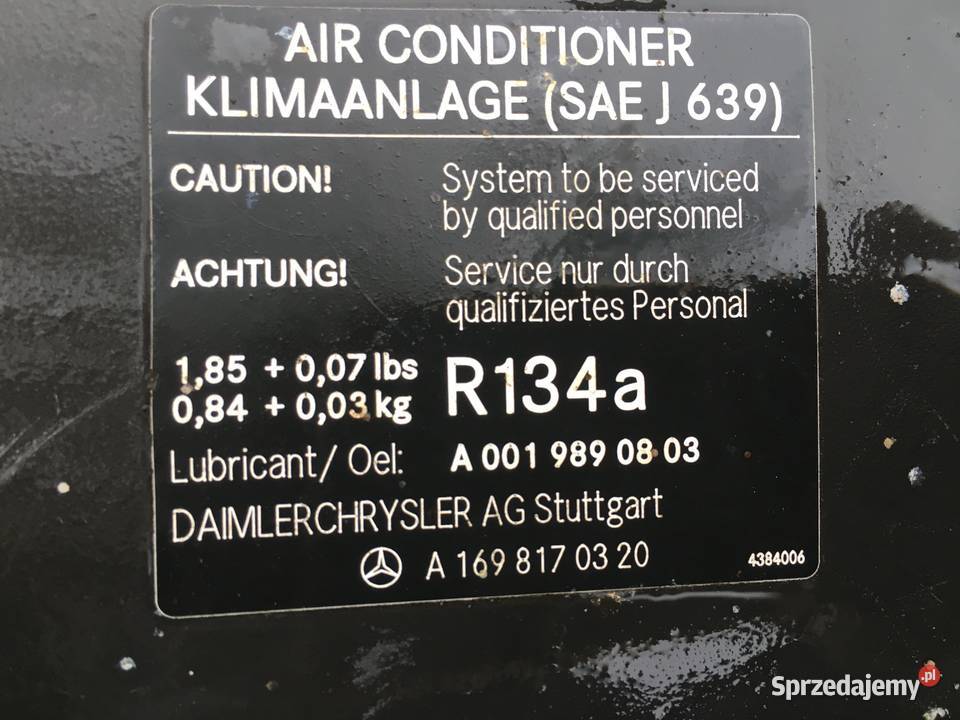 AIR CONDITIONER
KLIMAANLAGE (SAE J 639)
CAUTION! System to be serviced
by qualified personnel
ACHTUNG! Service nur durch
qualifiziertes Personal
1,85 + 0,07 lbs
0,84 + 0,03 kg R134a
Lubricant/ Oel: A 001 989 08 03
DAIMLERCHRYSLER AG Stuttgart
A 169 817 03 20 4384006
Sprzedajemy.pl